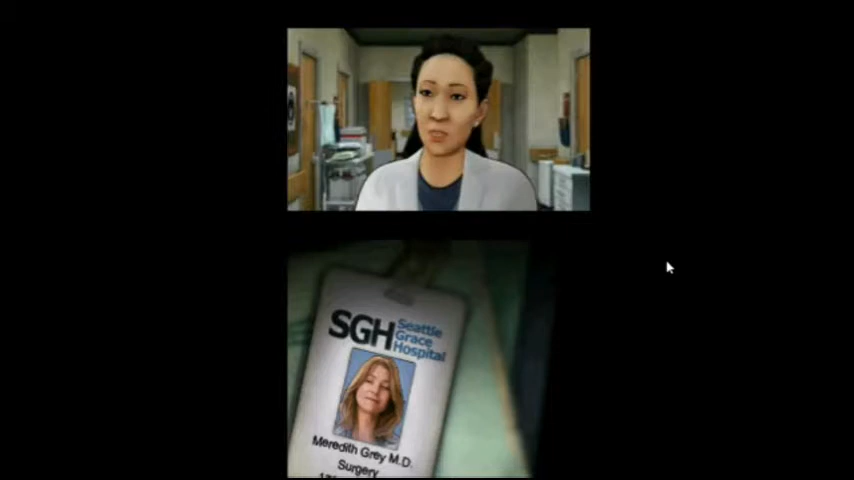 SGH Seattle
Grace
Hospital
Meredith Grey M.D.
Surgery